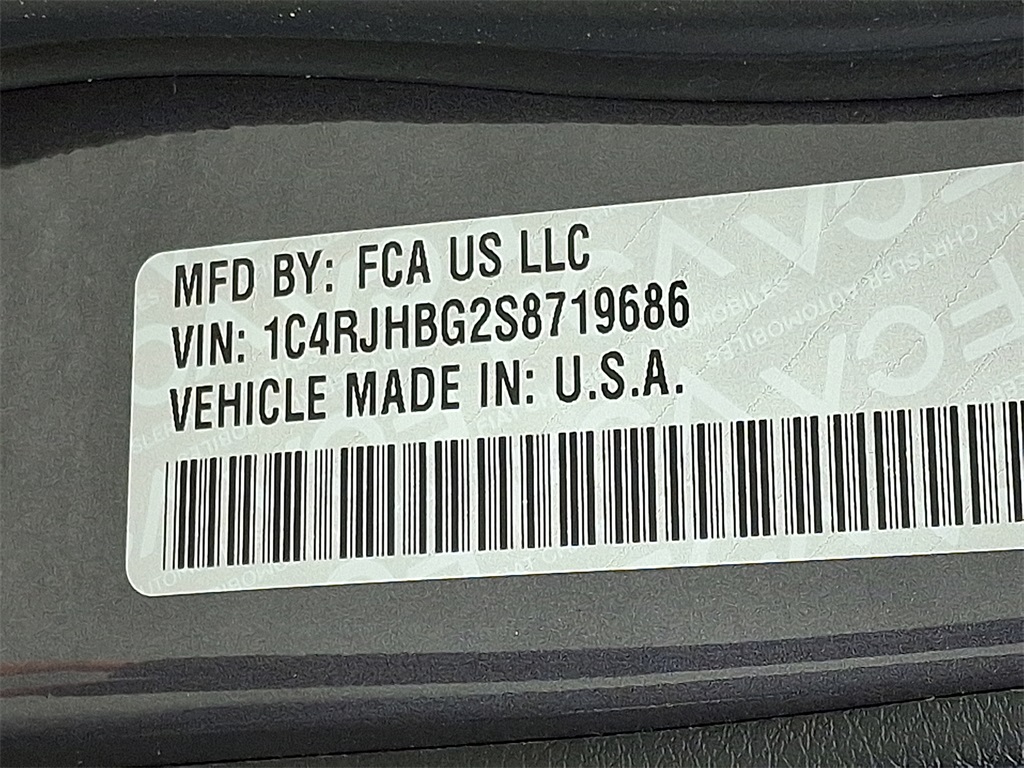 MFD BY: FCA US LLC
VIN: 1C4RJHBG2S8719686
VEHICLE MADE IN: U.S.A.